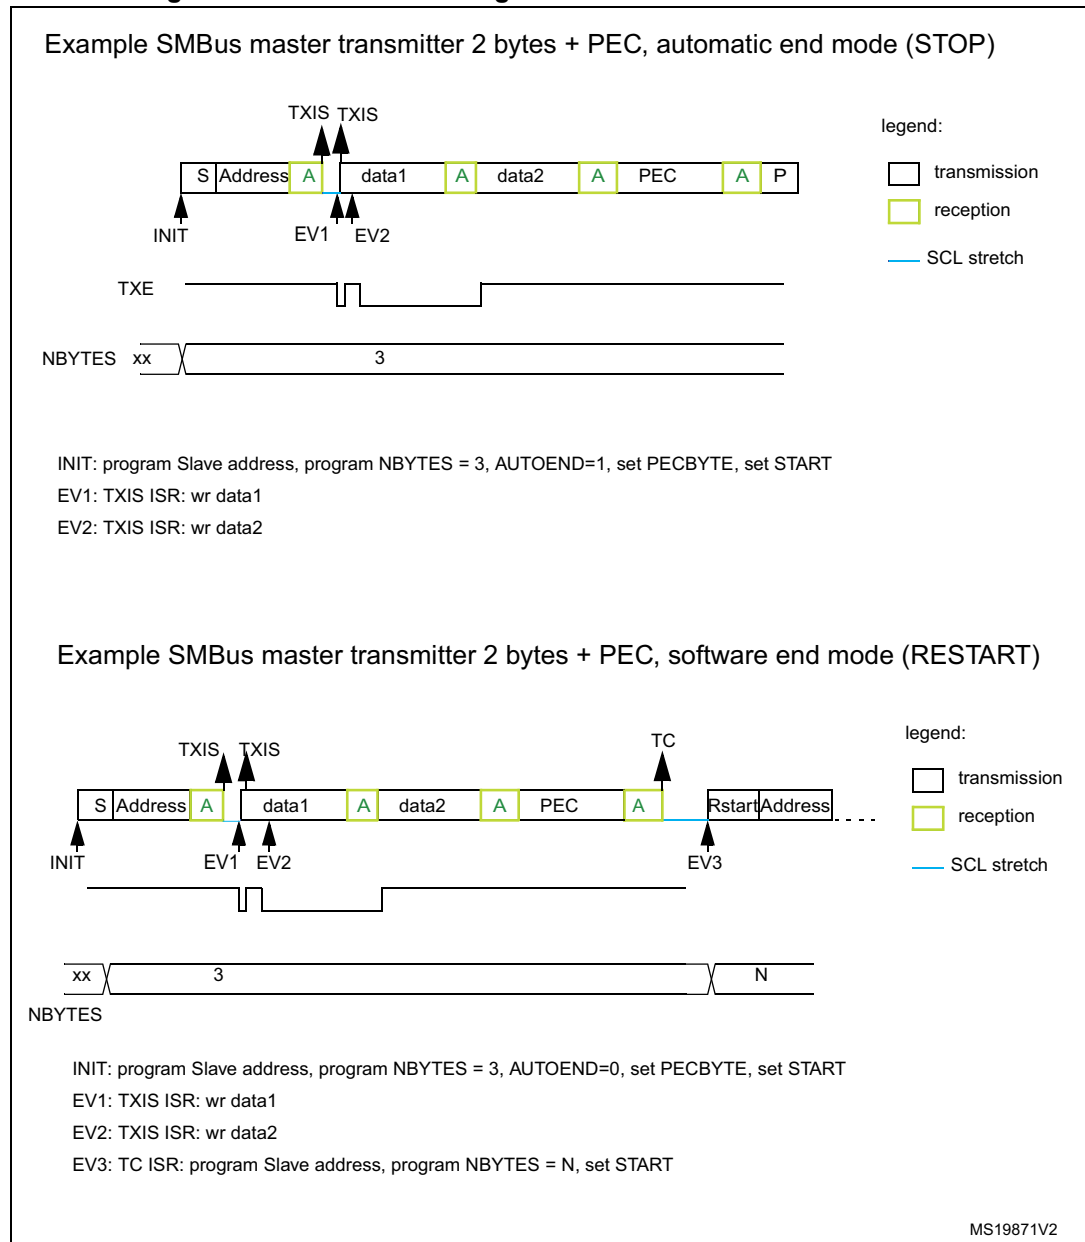 Example SMBus master transmitter 2 bytes + PEC, automatic end mode (STOP)
TXIS TXIS
legend:
S Address A data1 A data2 A PEC A P
transmission
reception
INIT EV1 EV2
SCL stretch
TXE
NBYTES xx 3
INIT: program Slave address, program NBYTES = 3, AUTOEND=1, set PECBYTE, set START
EV1: TXIS ISR: wr data1
EV2: TXIS ISR: wr data2
Example SMBus master transmitter 2 bytes + PEC, software end mode (RESTART)
TXIS TXIS TC
legend:
S Address A data1 A data2 A PEC A Rstart Address
transmission
reception
INIT EV1 EV2 EV3
SCL stretch
xx 3 N
NBYTES
INIT: program Slave address, program NBYTES = 3, AUTOEND=0, set PECBYTE, set START
EV1: TXIS ISR: wr data1
EV2: TXIS ISR: wr data2
EV3: TC ISR: program Slave address, program NBYTES = N, set START
MS19871V2